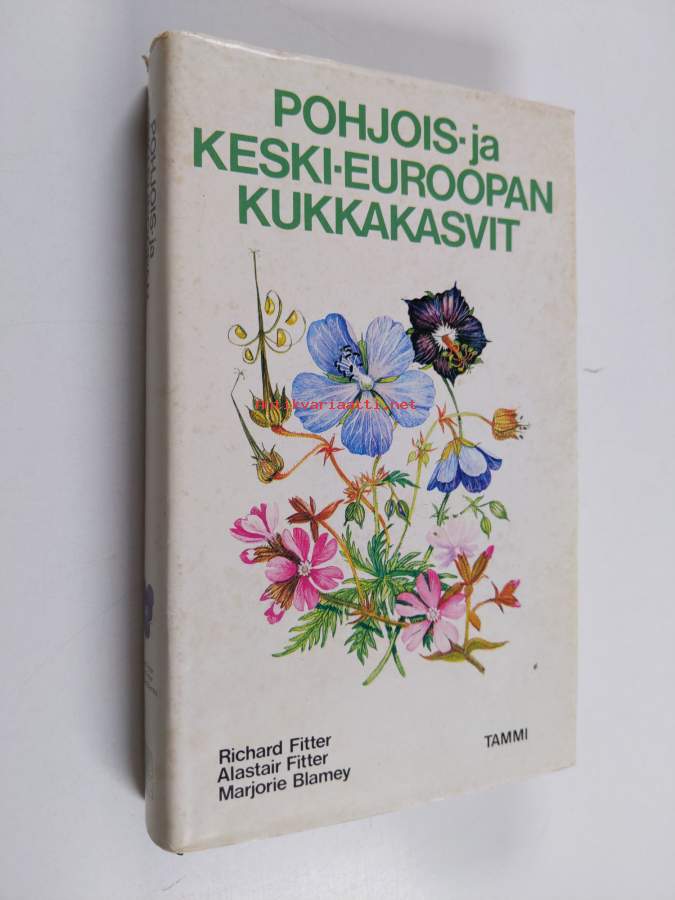 POHJOIS- ja
KESKI-EUROOPAN
KUKKAKASVIT
antikvariaatti.net
Richard Fitter
Alastair Fitter
Marjorie Blamey
TAMMI
POHJOIS- ja